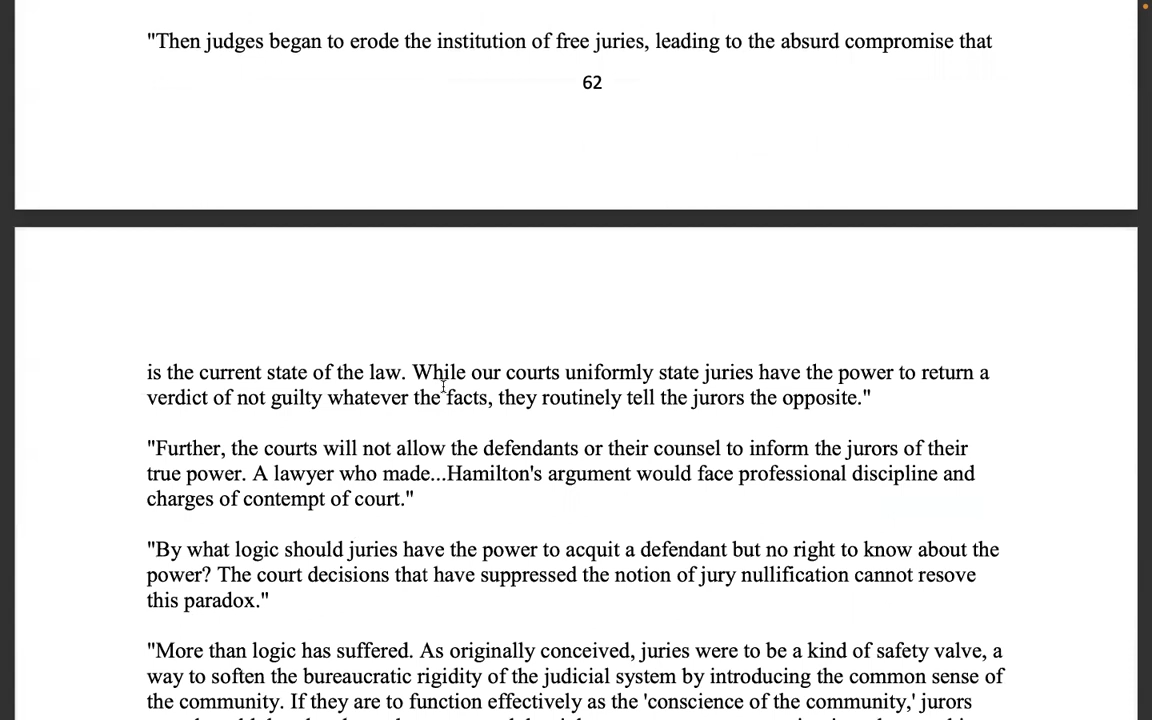 "Then judges began to erode the institution of free juries, leading to the absurd compromise that
62
is the current state of the law. While our courts uniformly state juries have the power to return a
verdict of not guilty whatever the facts, they routinely tell the jurors the opposite."
"Further, the courts will not allow the defendants or their counsel to inform the jurors of their
true power. A lawyer who made...Hamilton's argument would face professional discipline and
charges of contempt of court."
"By what logic should juries have the power to acquit a defendant but no right to know about the
power? The court decisions that have suppressed the notion of jury nullification cannot resove
this paradox."
"More than logic has suffered. As originally conceived, juries were to be a kind of safety valve, a
way to soften the bureaucratic rigidity of the judicial system by introducing the common sense of
the community. If they are to function effectively as the 'conscience of the community,' jurors